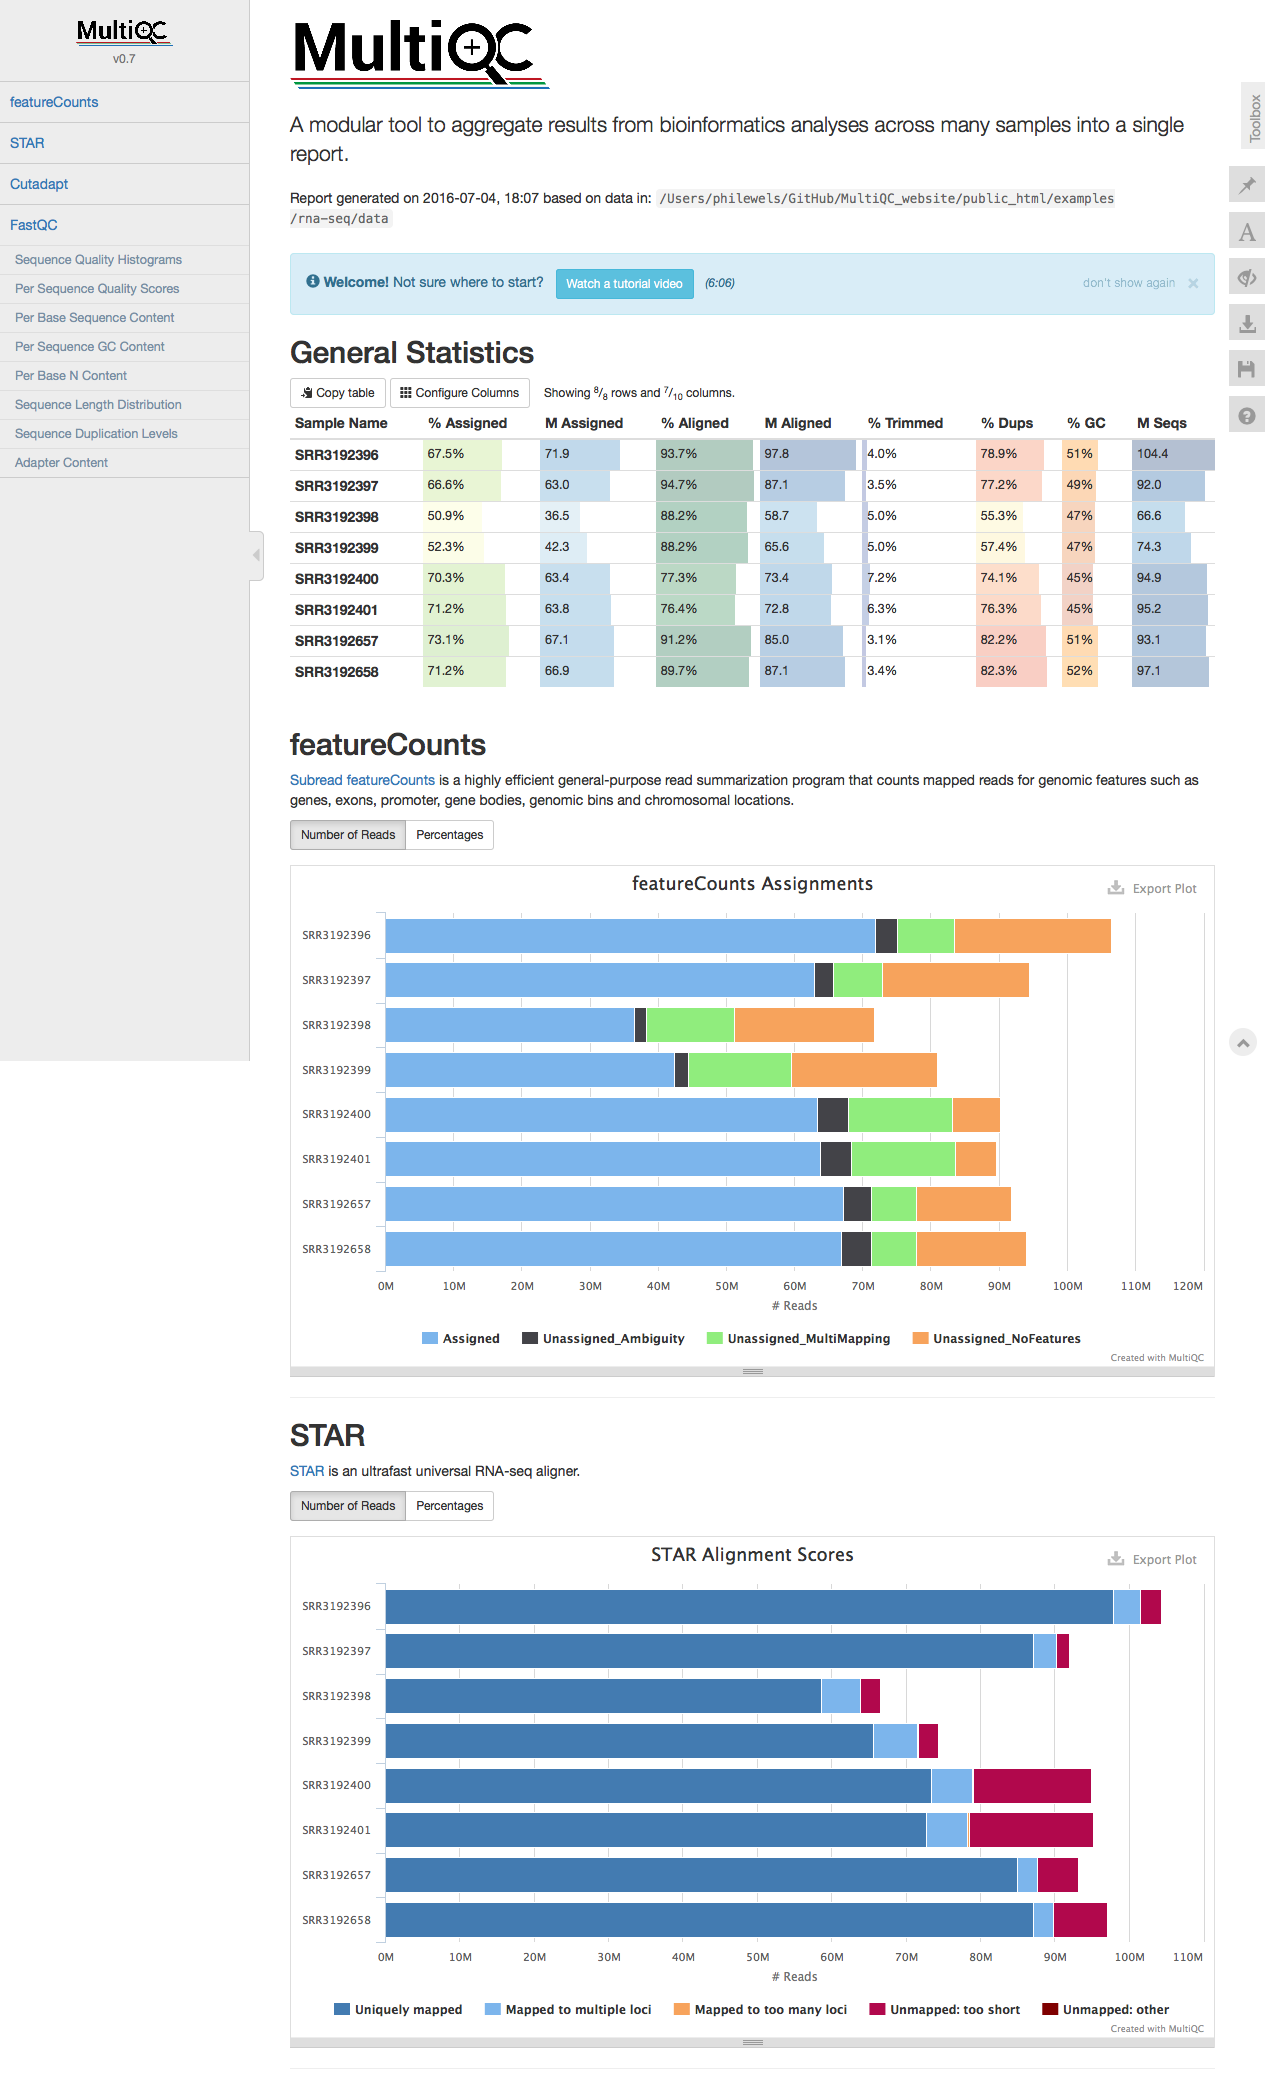 MultiQC
v0.7
featureCounts
STAR
Cutadapt
FastQC
Sequence Quality Histograms
Per Sequence Quality Scores
Per Base Sequence Content
Per Sequence GC Content
Per Base N Content
Sequence Length Distribution
Sequence Duplication Levels
Adapter Content
MultiQC
A modular tool to aggregate results from bioinformatics analyses across many samples into a single
report.
Report generated on 2016-07-04, 18:07 based on data in: /Users/philewels/GitHub/MultiQC_website/public_html/examples
/rna-seq/data
Welcome! Not sure where to start? Watch a tutorial video (6:06) don't show again ×
Toolbox
A
General Statistics
Copy table Configure Columns Showing 8/8 rows and 7/10 columns.
Sample Name % Assigned M Assigned % Aligned M Aligned % Trimmed % Dups % GC M Seqs
SRR3192396 67.5% 71.9 93.7% 97.8 4.0% 78.9% 51% 104.4
SRR3192397 66.6% 63.0 94.7% 87.1 3.5% 77.2% 49% 92.0
SRR3192398 50.9% 36.5 88.2% 58.7 5.0% 55.3% 47% 66.6
SRR3192399 52.3% 42.3 88.2% 65.6 5.0% 57.4% 47% 74.3
SRR3192400 70.3% 63.4 77.3% 73.4 7.2% 74.1% 45% 94.9
SRR3192401 71.2% 63.8 76.4% 72.8 6.3% 76.3% 45% 95.2
SRR3192657 73.1% 67.1 91.2% 85.0 3.1% 82.2% 51% 93.1
SRR3192658 71.2% 66.9 89.7% 87.1 3.4% 82.3% 52% 97.1
featureCounts
Subread featureCounts is a highly efficient general-purpose read summarization program that counts mapped reads for genomic features such as
genes, exons, promoter, gene bodies, genomic bins and chromosomal locations.
Number of Reads Percentages
featureCounts Assignments
Export Plot
SRR3192396
SRR3192397
SRR3192398
SRR3192399
SRR3192400
SRR3192401
SRR3192657
SRR3192658
0M 10M 20M 30M 40M 50M 60M 70M 80M 90M 100M 110M 120M
# Reads
Assigned Unassigned_Ambiguity Unassigned_MultiMapping Unassigned_NoFeatures
Created with MultiQC
STAR
STAR is an ultrafast universal RNA-seq aligner.
Number of Reads Percentages
STAR Alignment Scores
Export Plot
SRR3192396
SRR3192397
SRR3192398
SRR3192399
SRR3192400
SRR3192401
SRR3192657
SRR3192658
0M 10M 20M 30M 40M 50M 60M 70M 80M 90M 100M 110M
# Reads
Uniquely mapped Mapped to multiple loci Mapped to too many loci Unmapped: too short Unmapped: other
Created with MultiQC